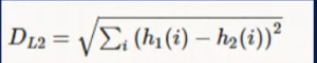 D_{L2} = \sqrt{\sum_i (h_1(i) - h_2(i))^2}